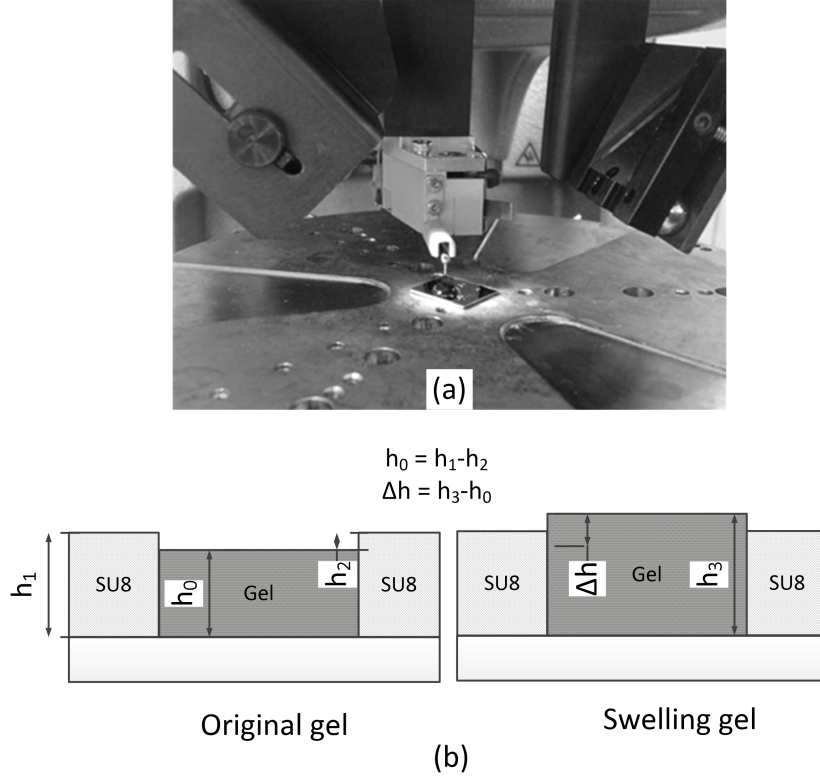 (a)
h₀ = h₁-h₂
Δh = h₃-h₀
h₁
SU8
h₀
Gel
h₂
SU8
SU8
Δh
Gel
h₃
SU8
Original gel
Swelling gel
(b)